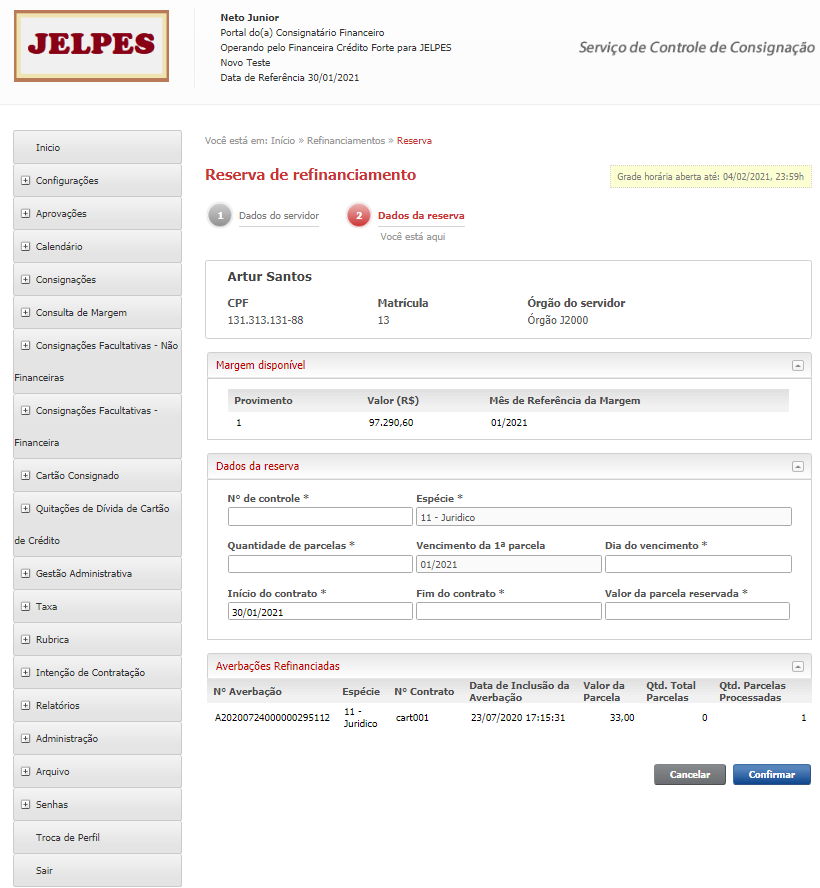 JELPES
Neto Junior
Portal do(a) Consignatário Financeiro
Operando pelo Financeira Crédito Forte para JELPES
Novo Teste
Data de Referência 30/01/2021
Serviço de Controle de Consignação
Inicio
Configurações
Aprovações
Calendário
Consignações
Consulta de Margem
Consignações Facultativas - Não
Financeiras
Consignações Facultativas -
Financeira
Cartão Consignado
Quitações de Dívida de Cartão
de Crédito
Gestão Administrativa
Taxa
Rubrica
Intenção de Contratação
Relatórios
Administração
Arquivo
Senhas
Troca de Perfil
Sair
Você está em: Início » Refinanciamentos » Reserva
Reserva de refinanciamento
Grade horária aberta até: 04/02/2021, 23:59h
1 Dados do servidor
2 Dados da reserva
Você está aqui
Artur Santos
CPF Matrícula Órgão do servidor
131.313.131-88 13 Órgão J2000
Margem disponível
Provimento Valor (R$) Mês de Referência da Margem
1 97.290,60 01/2021
Dados da reserva
Nº de controle * Espécie *
11 - Juridico
Quantidade de parcelas * Vencimento da 1ª parcela Dia do vencimento *
01/2021
Início do contrato * Fim do contrato * Valor da parcela reservada *
30/01/2021
Averbações Refinanciadas
Nº Averbação Espécie Nº Contrato Data de Inclusão da Averbação Valor da Parcela Qtd. Total Parcelas Qtd. Parcelas Processadas
A20200724000000295112 11 - Juridico cart001 23/07/2020 17:15:31 33,00 0 1
Cancelar Confirmar